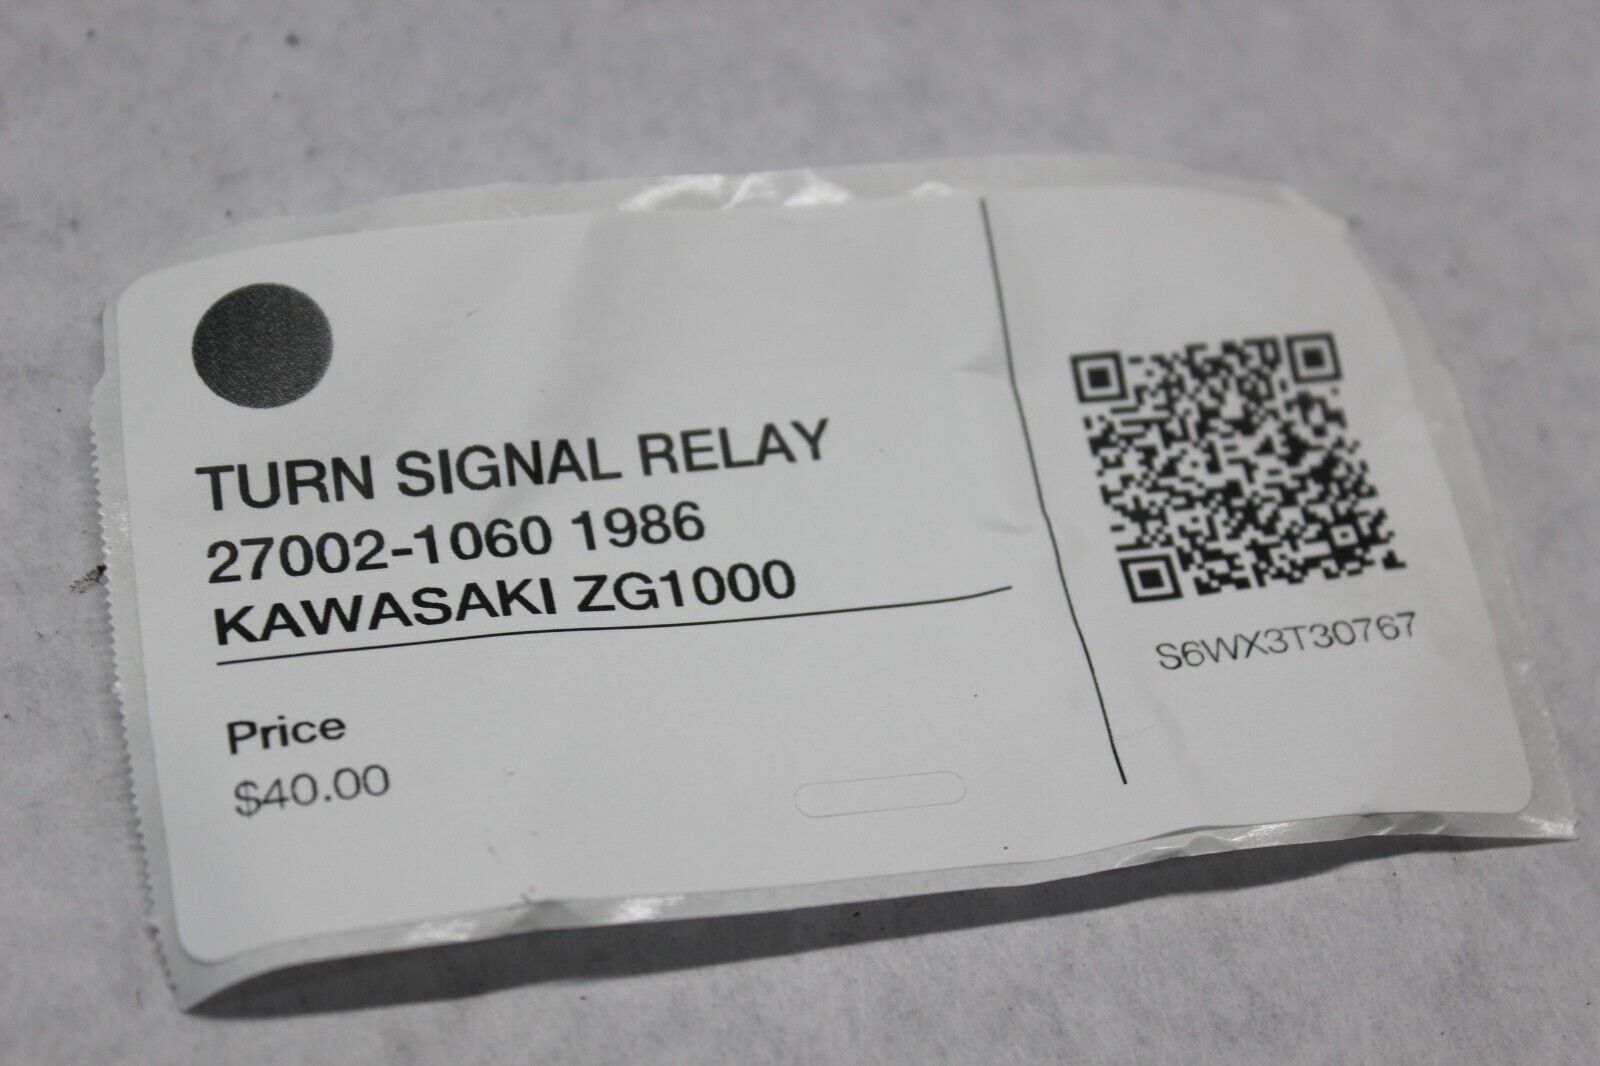 TURN SIGNAL RELAY
27002-1060 1986
KAWASAKI ZG1000
Price
$40.00
S6WX3T30767